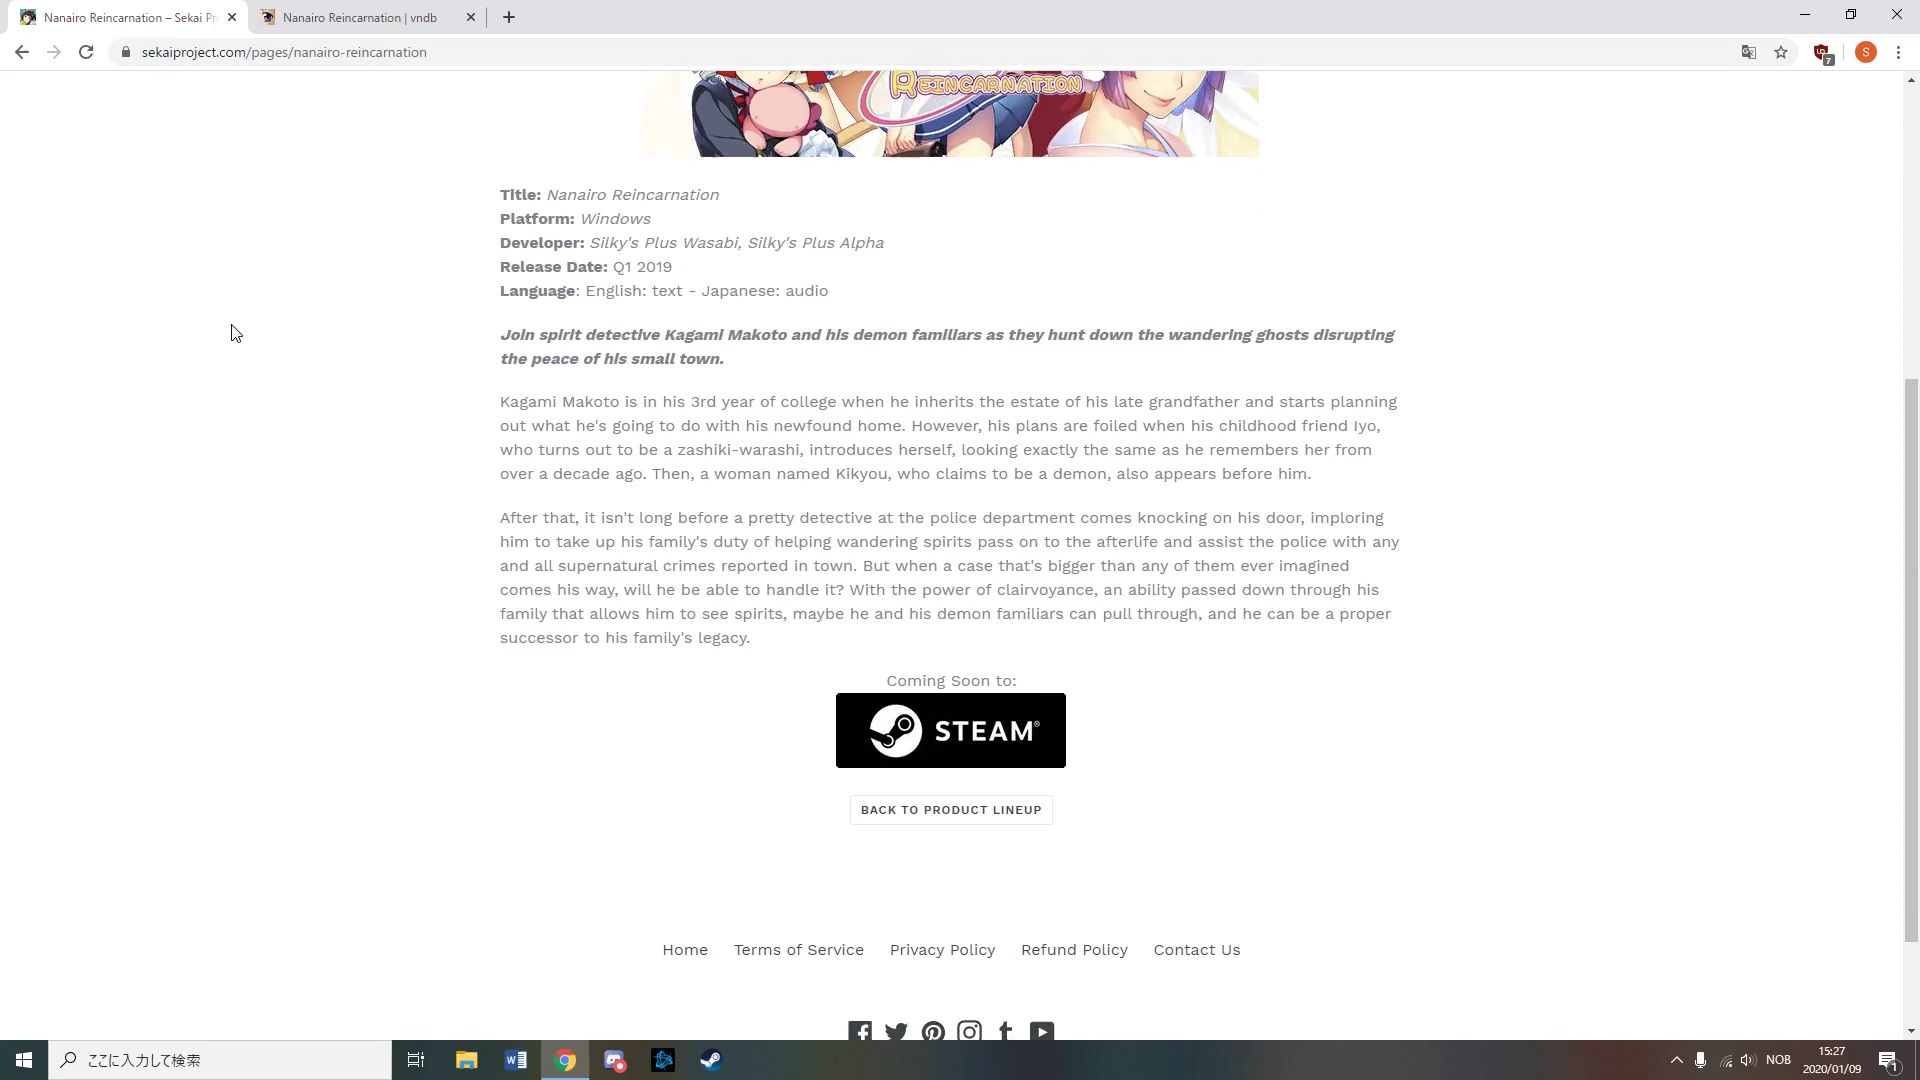 Nanairo Reincarnation – Sekai Pr
Nanairo Reincarnation | vndb
sekaiproject.com/pages/nanairo-reincarnation
S
7
REINCARNATION
Title: Nanairo Reincarnation
Platform: Windows
Developer: Silky's Plus Wasabi, Silky's Plus Alpha
Release Date: Q1 2019
Language: English: text - Japanese: audio
Join spirit detective Kagami Makoto and his demon familiars as they hunt down the wandering ghosts disrupting
the peace of his small town.
Kagami Makoto is in his 3rd year of college when he inherits the estate of his late grandfather and starts planning
out what he's going to do with his newfound home. However, his plans are foiled when his childhood friend Iyo,
who turns out to be a zashiki-warashi, introduces herself, looking exactly the same as he remembers her from
over a decade ago. Then, a woman named Kikyou, who claims to be a demon, also appears before him.
After that, it isn't long before a pretty detective at the police department comes knocking on his door, imploring
him to take up his family's duty of helping wandering spirits pass on to the afterlife and assist the police with any
and all supernatural crimes reported in town. But when a case that's bigger than any of them ever imagined
comes his way, will he be able to handle it? With the power of clairvoyance, an ability passed down through his
family that allows him to see spirits, maybe he and his demon familiars can pull through, and he can be a proper
successor to his family's legacy.
Coming Soon to:
STEAM®
BACK TO PRODUCT LINEUP
Home Terms of Service Privacy Policy Refund Policy Contact Us
ここに入力して検索
NOB
15:27
2020/01/09
1